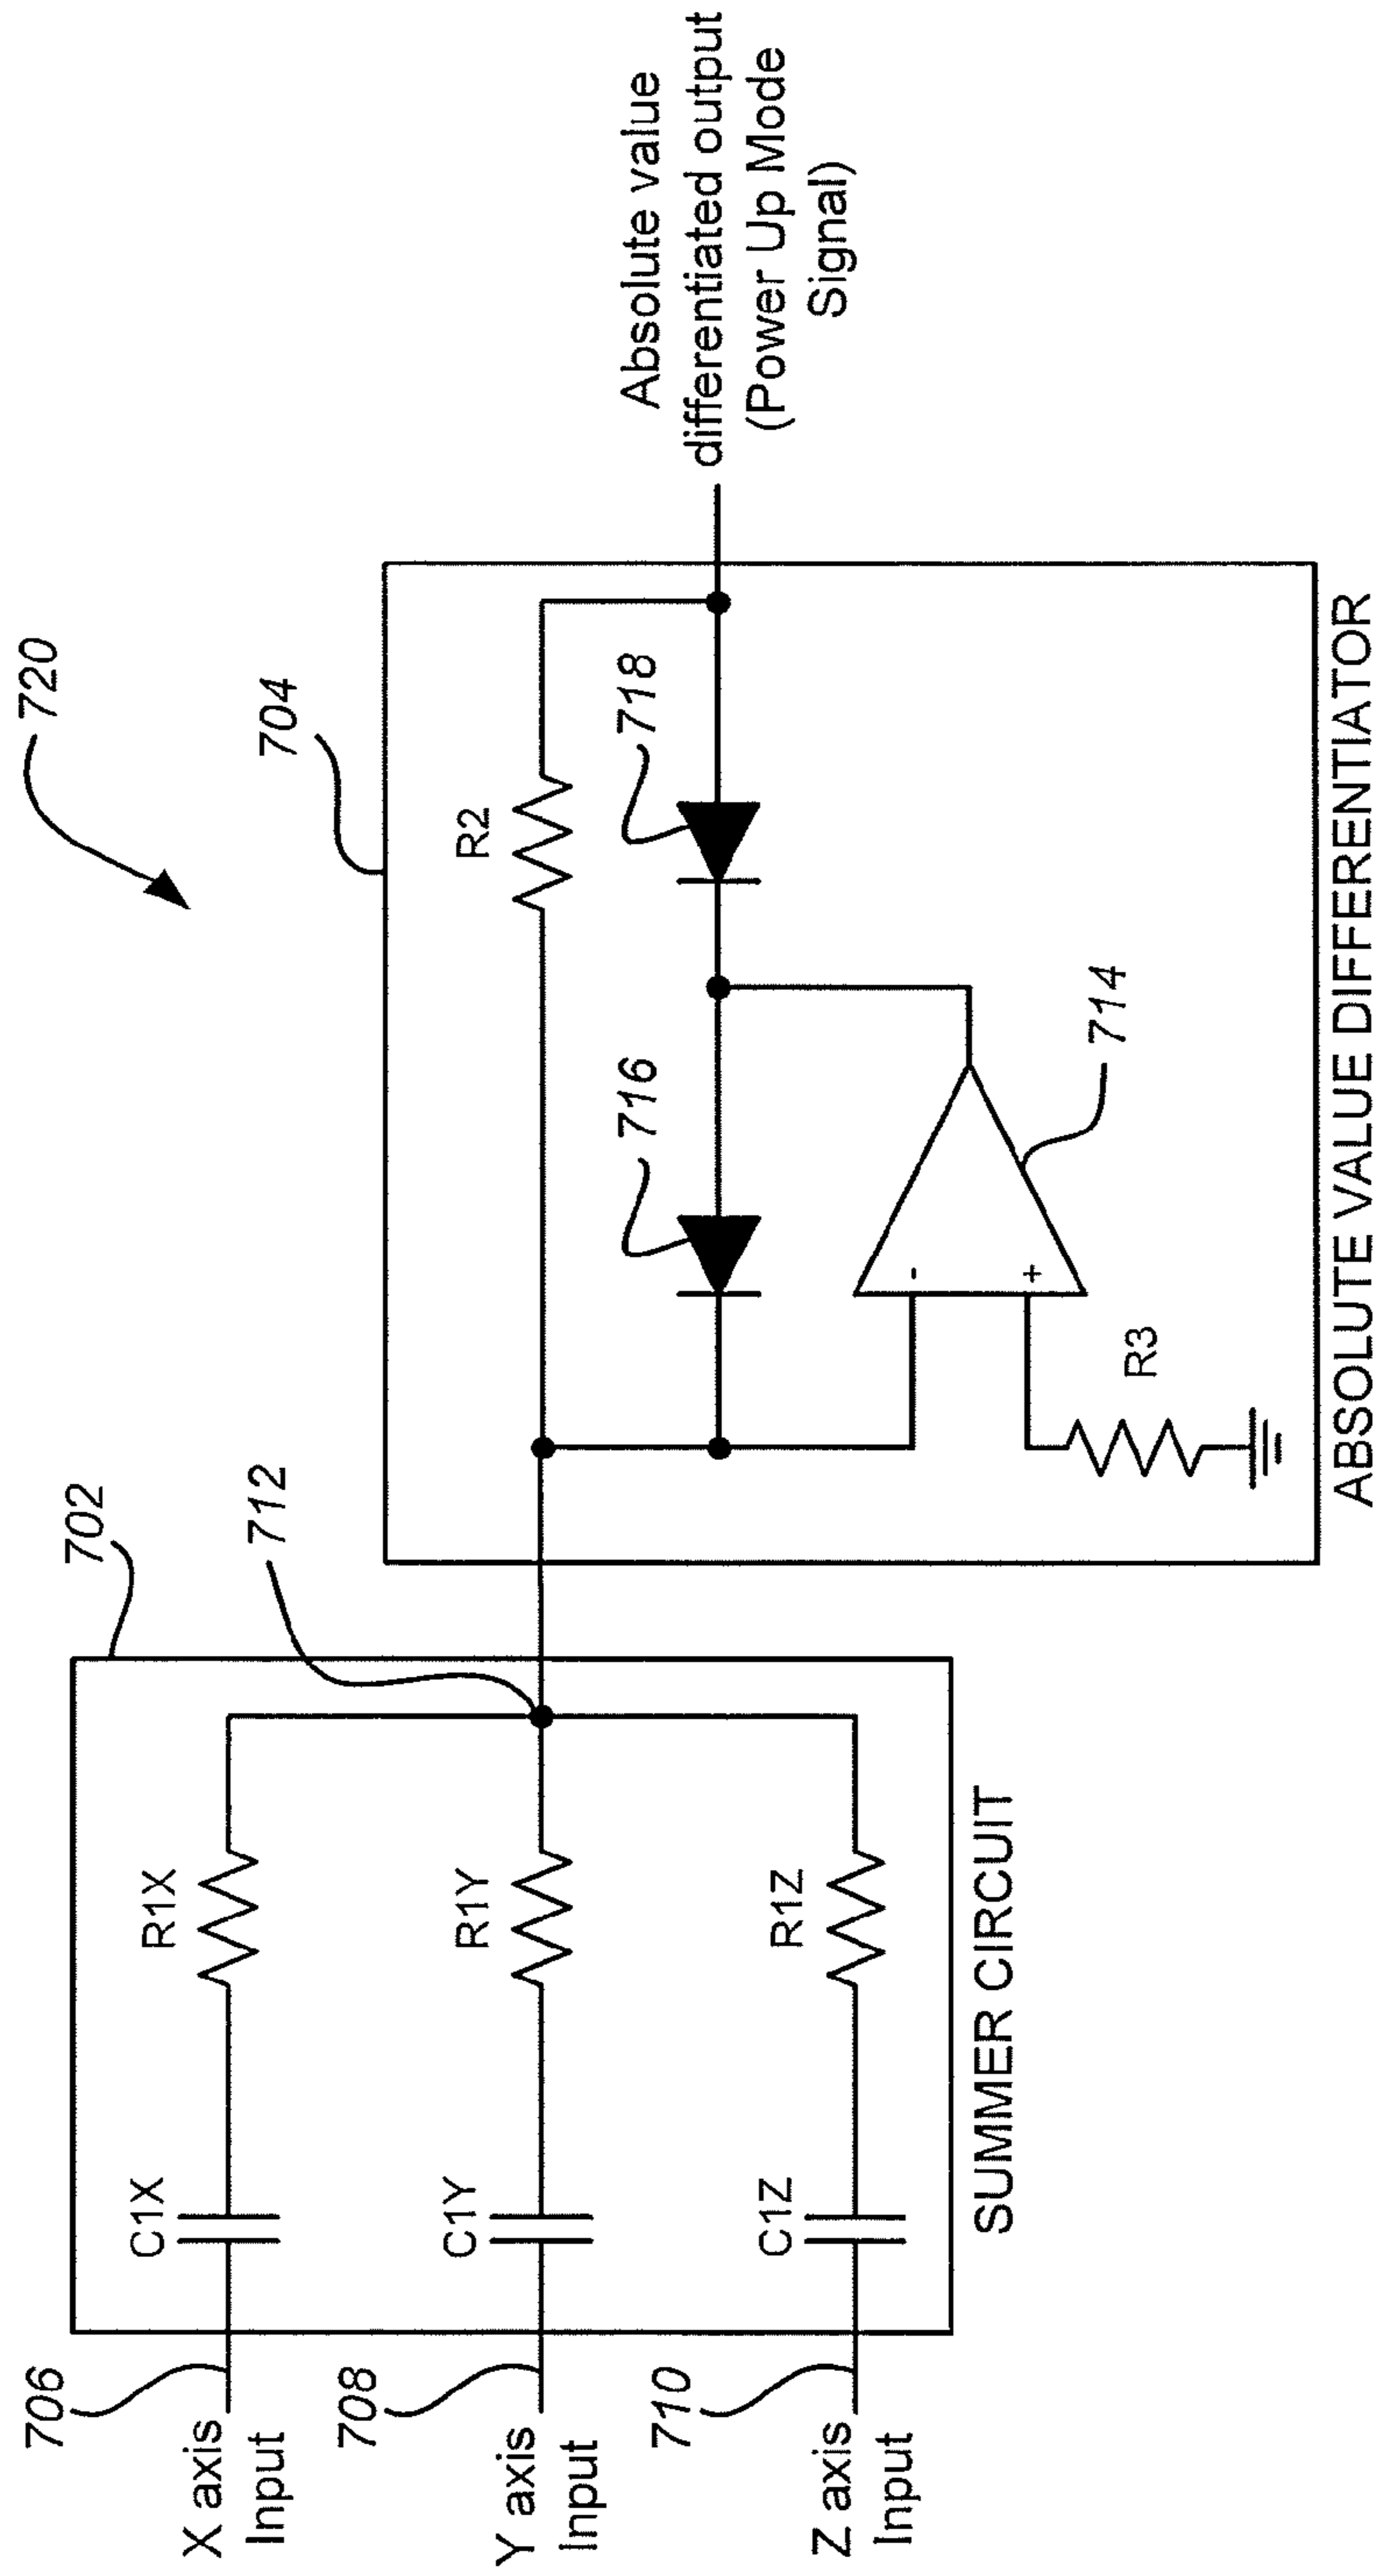 720
702
SUMMER CIRCUIT
706
X axis
Input
C1X
R1X
708
Y axis
Input
C1Y
R1Y
710
Z axis
Input
C1Z
R1Z
712
704
ABSOLUTE VALUE DIFFERENTIATOR
R2
716
718
-
+
714
R3
Absolute value
differentiated output
(Power Up Mode
Signal)